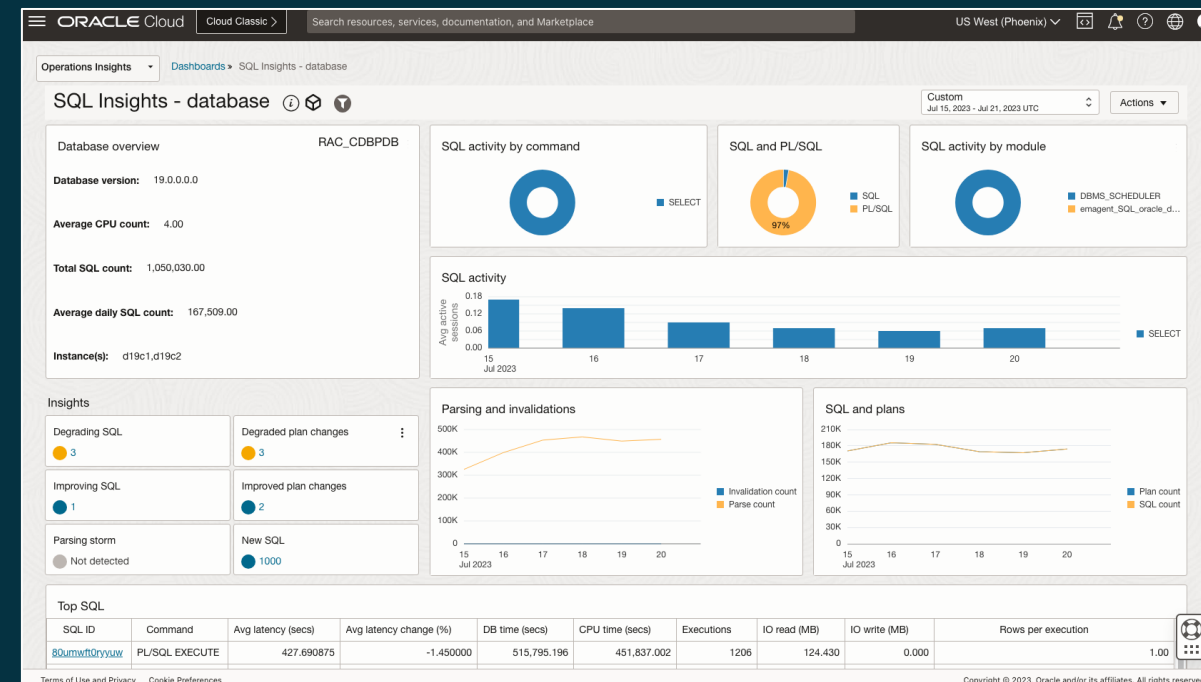 ORACLE Cloud
Cloud Classic >
Search resources, services, documentation, and Marketplace
US West (Phoenix)
Operations Insights
Dashboards » SQL Insights - database
SQL Insights - database
Custom
Jul 15, 2023 - Jul 21, 2023 UTC
Actions
Database overview
RAC_CDBPDB
Database version: 19.0.0.0.0
Average CPU count: 4.00
Total SQL count: 1,050,030.00
Average daily SQL count: 167,509.00
Instance(s): d19c1,d19c2
SQL activity by command
SELECT
SQL and PL/SQL
97%
SQL
PL/SQL
SQL activity by module
DBMS_SCHEDULER
emagent_SQL_oracle_d...
SQL activity
Avg active
sessions
0.18
0.12
0.06
0.00
15 16 17 18 19 20
Jul 2023
SELECT
Insights
Degrading SQL
3
Degraded plan changes
3
Improving SQL
1
Improved plan changes
2
Parsing storm
Not detected
New SQL
1000
Parsing and invalidations
500K
400K
300K
200K
100K
0
15 16 17 18 19 20
Jul 2023
Invalidation count
Parse count
SQL and plans
210K
180K
150K
120K
90K
60K
30K
0
15 16 17 18 19 20
Jul 2023
Plan count
SQL count
Top SQL
SQL ID Command Avg latency (secs) Avg latency change (%) DB time (secs) CPU time (secs) Executions IO read (MB) IO write (MB) Rows per execution
80umwft0ryyuw PL/SQL EXECUTE 427.690875 -1.450000 515,795.196 451,837.002 1206 124.430 0.000 1.00
Terms of Use and Privacy Cookie Preferences
Copyright © 2023, Oracle and/or its affiliates. All rights reserve